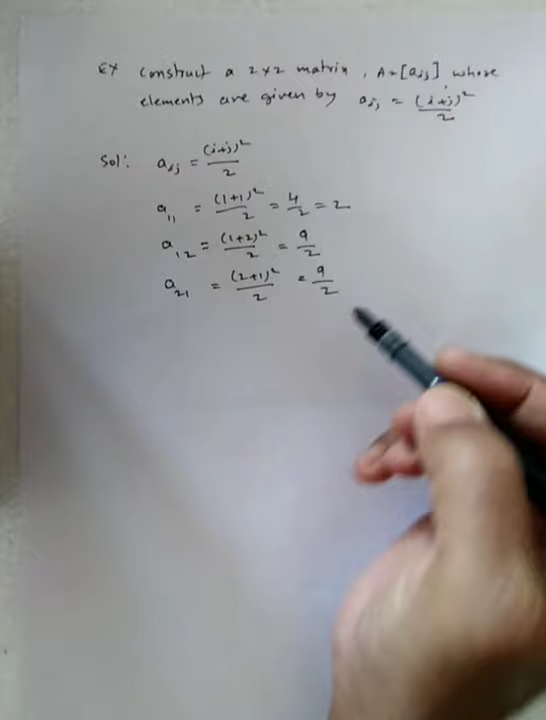 Ex Construct a 2×2 matrix, A=[aij] whose
elements are given by aij = (i+j)²/2
Sol: aij = (i+j)²/2
a11 = (1+1)²/2 = 4/2 = 2
a12 = (1+2)²/2 = 9/2
a21 = (2+1)²/2 = 9/2